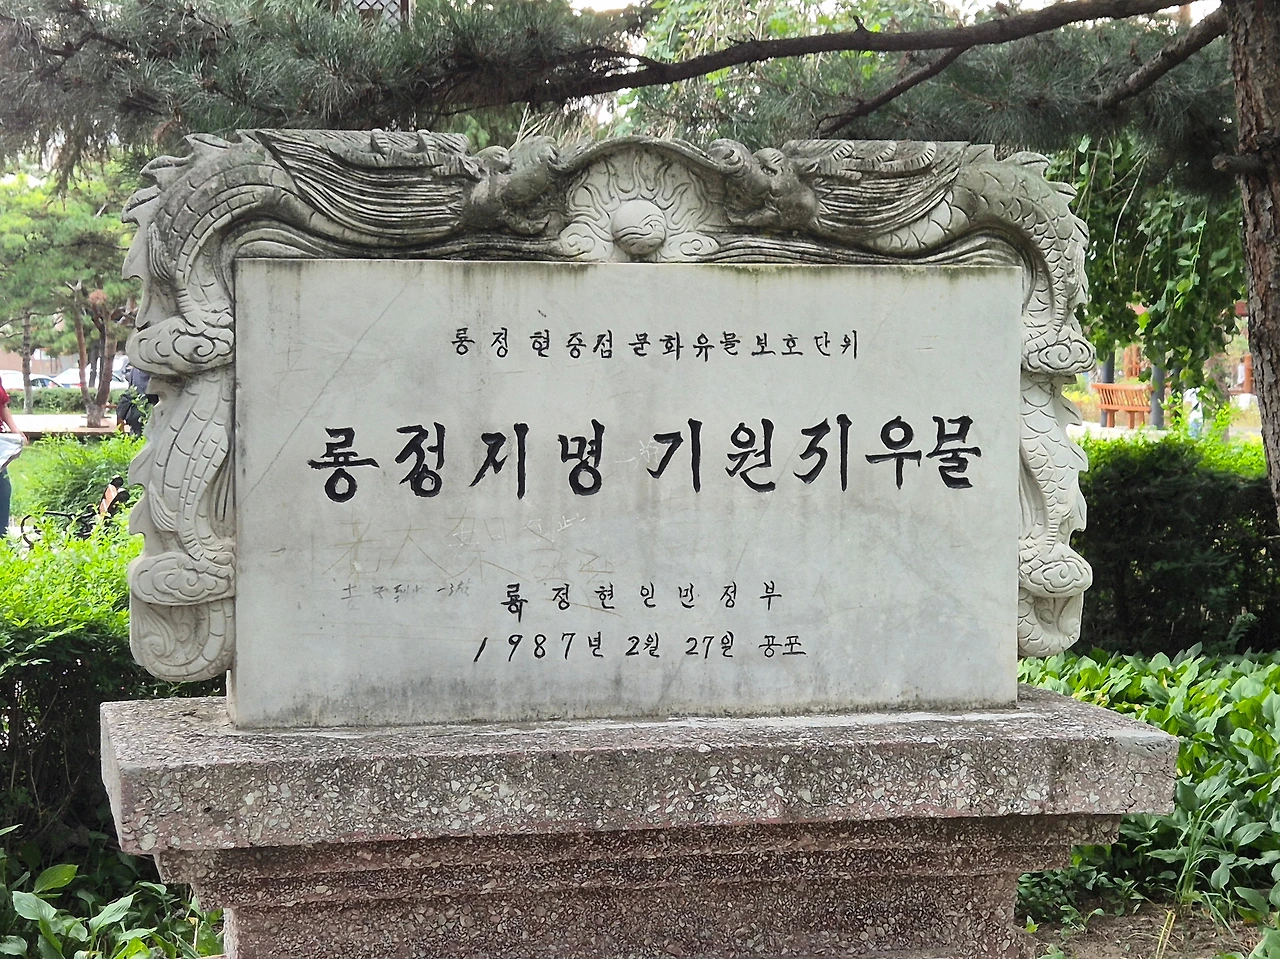 룡정현중점문화유물보호단위
룡정지명 기원지우물
룡정현인민정부
1987년 2월 27일 공포